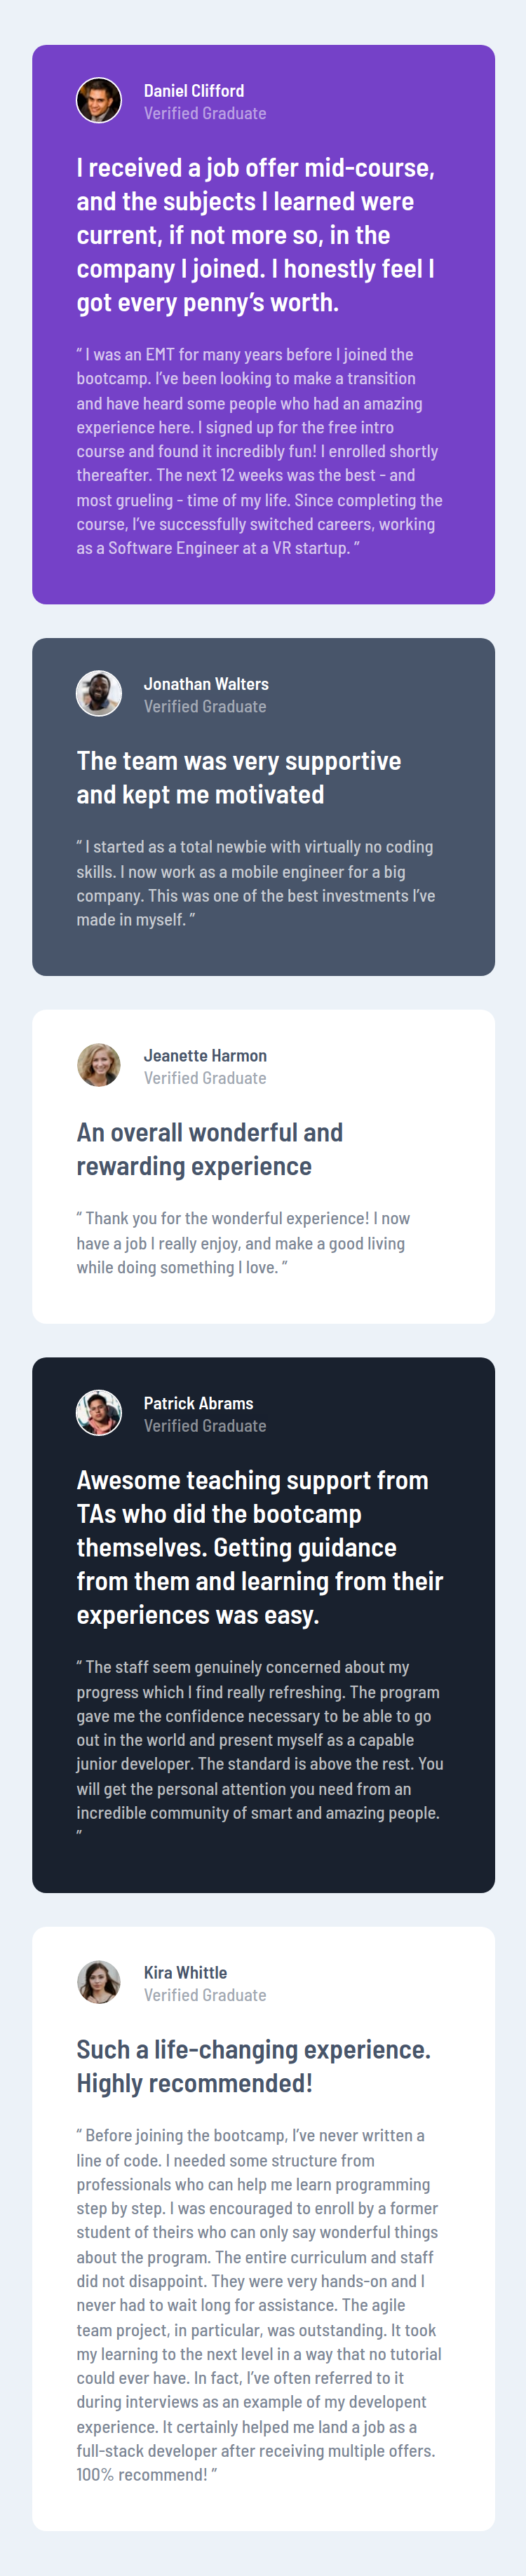 Daniel Clifford
Verified Graduate
I received a job offer mid-course,
and the subjects I learned were
current, if not more so, in the
company I joined. I honestly feel I
got every penny’s worth.
“ I was an EMT for many years before I joined the
bootcamp. I’ve been looking to make a transition
and have heard some people who had an amazing
experience here. I signed up for the free intro
course and found it incredibly fun! I enrolled shortly
thereafter. The next 12 weeks was the best - and
most grueling - time of my life. Since completing the
course, I’ve successfully switched careers, working
as a Software Engineer at a VR startup. ”
Jonathan Walters
Verified Graduate
The team was very supportive
and kept me motivated
“ I started as a total newbie with virtually no coding
skills. I now work as a mobile engineer for a big
company. This was one of the best investments I’ve
made in myself. ”
Jeanette Harmon
Verified Graduate
An overall wonderful and
rewarding experience
“ Thank you for the wonderful experience! I now
have a job I really enjoy, and make a good living
while doing something I love. ”
Patrick Abrams
Verified Graduate
Awesome teaching support from
TAs who did the bootcamp
themselves. Getting guidance
from them and learning from their
experiences was easy.
“ The staff seem genuinely concerned about my
progress which I find really refreshing. The program
gave me the confidence necessary to be able to go
out in the world and present myself as a capable
junior developer. The standard is above the rest. You
will get the personal attention you need from an
incredible community of smart and amazing people.
”
Kira Whittle
Verified Graduate
Such a life-changing experience.
Highly recommended!
“ Before joining the bootcamp, I’ve never written a
line of code. I needed some structure from
professionals who can help me learn programming
step by step. I was encouraged to enroll by a former
student of theirs who can only say wonderful things
about the program. The entire curriculum and staff
did not disappoint. They were very hands-on and I
never had to wait long for assistance. The agile
team project, in particular, was outstanding. It took
my learning to the next level in a way that no tutorial
could ever have. In fact, I’ve often referred to it
during interviews as an example of my developent
experience. It certainly helped me land a job as a
full-stack developer after receiving multiple offers.
100% recommend! ”